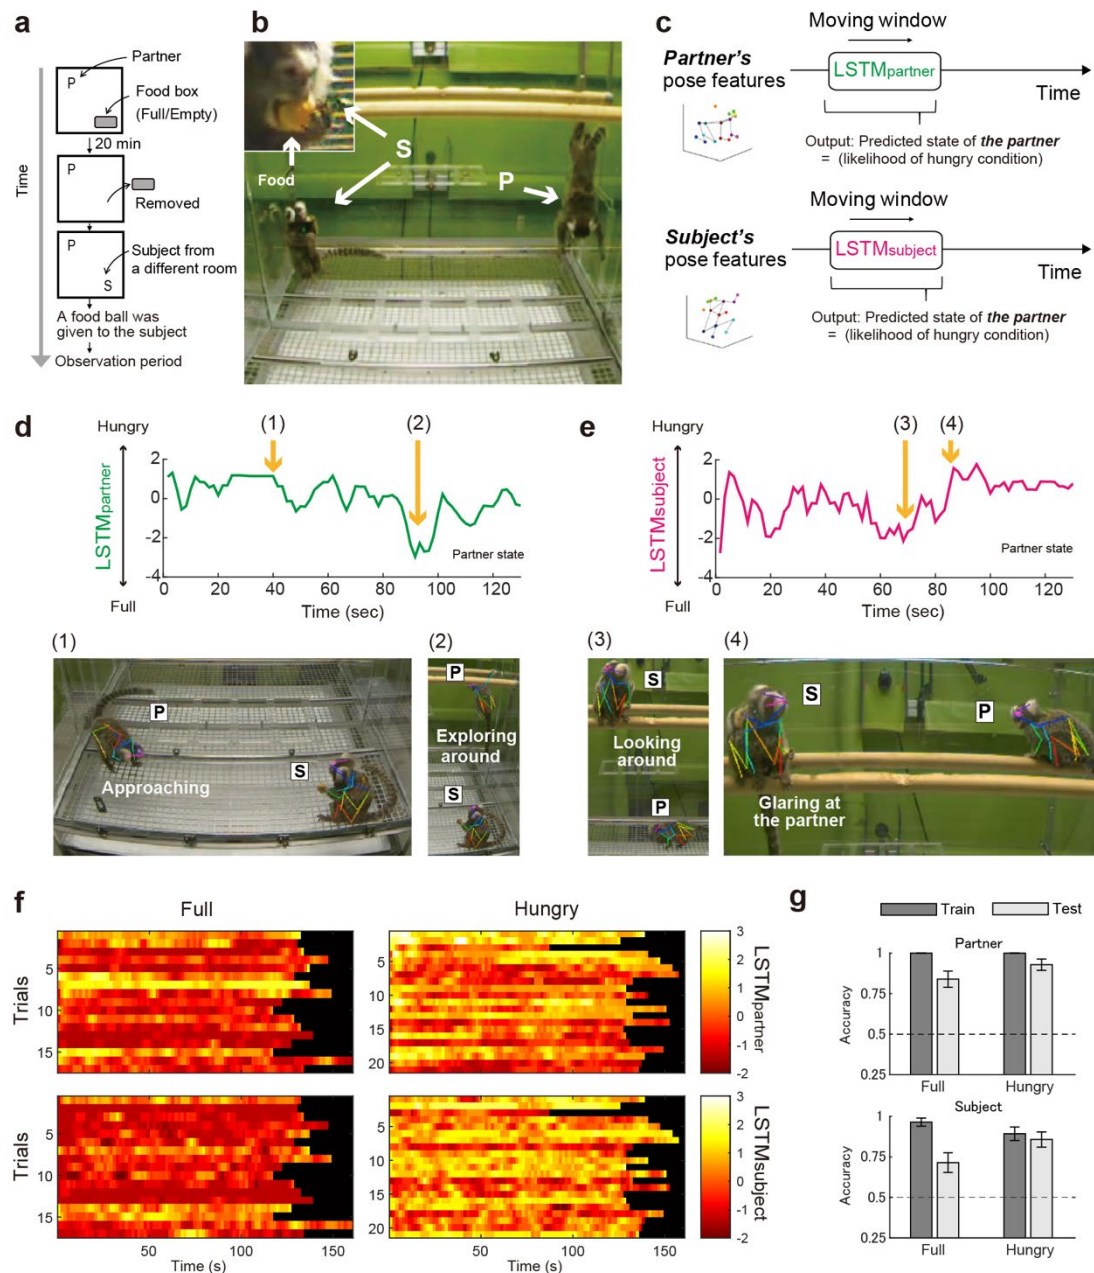 a
Partner
P
Food box
(Full/Empty)
20 min
Time
P
Removed
P
Subject from
a different room
S
A food ball was
given to the subject
Observation period
b
S
P
Food
c
Moving window
Partner's
pose features
LSTMpartner
Time
Output: Predicted state of the partner
= (likelihood of hungry condition)
Moving window
Subject's
pose features
LSTMsubject
Time
Output: Predicted state of the partner
= (likelihood of hungry condition)
d
Hungry
(1)
(2)
LSTMpartner
2
0
-2
-4
Partner state
Full
0 20 40 60 80 100 120
Time (sec)
(1)
P
S
Approaching
(2)
P
Exploring
around
S
e
Hungry
(3)
(4)
LSTMsubject
2
0
-2
-4
Partner state
Full
0 20 40 60 80 100 120
Time (sec)
(3)
S
Looking
around
P
(4)
S
P
Glaring at
the partner
f
Full
Hungry
Trials
5
10
15
5
10
15
20
3
2
1
0
-1
-2
LSTMpartner
Trials
5
10
15
50 100 150
Time (s)
5
10
15
20
50 100 150
Time (s)
3
2
1
0
-1
-2
LSTMsubject
g
Train
Test
Partner
Accuracy
1
0.75
0.5
0.25
Full
Hungry
Subject
Accuracy
1
0.75
0.5
0.25
Full
Hungry